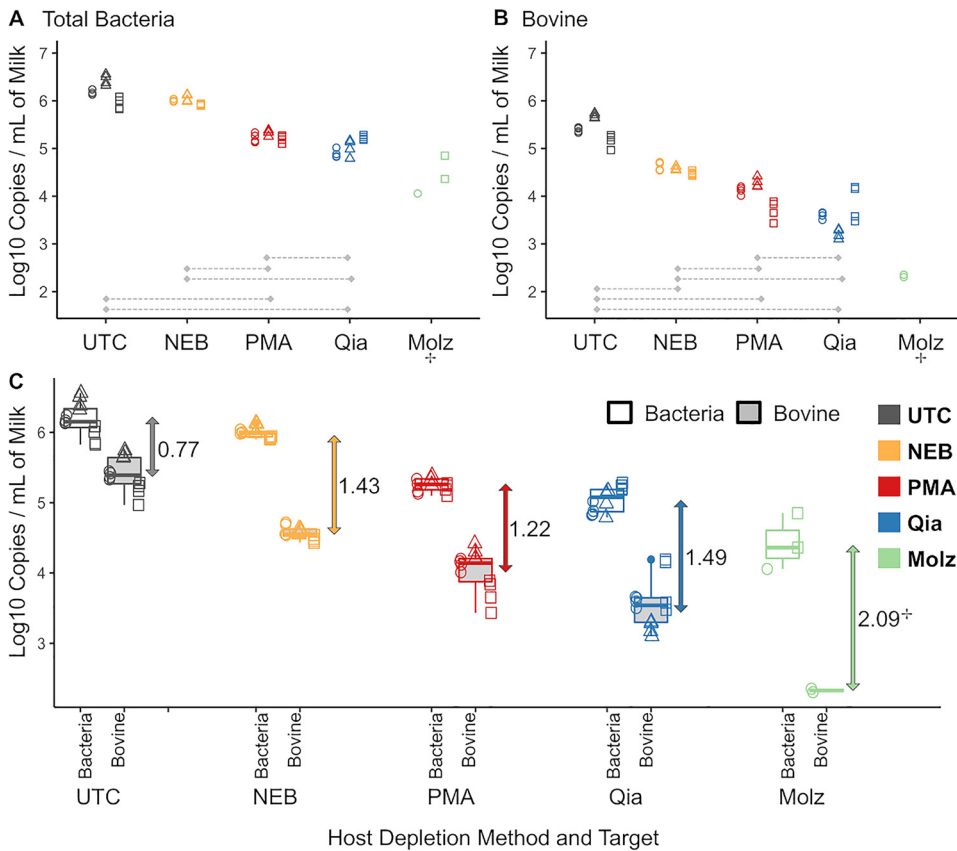 A Total Bacteria
Log10 Copies / mL of Milk
7
6
5
4
3
2
UTC NEB PMA Qia Molz
✢
B Bovine
Log10 Copies / mL of Milk
7
6
5
4
3
2
UTC NEB PMA Qia Molz
✢
C
Log10 Copies / mL of Milk
6
5
4
3
0.77
1.43
1.22
1.49
2.09✢
Bacteria Bovine
UTC
NEB
PMA
Qia
Molz
Bacteria Bovine Bacteria Bovine Bacteria Bovine Bacteria Bovine Bacteria Bovine
UTC NEB PMA Qia Molz
Host Depletion Method and Target